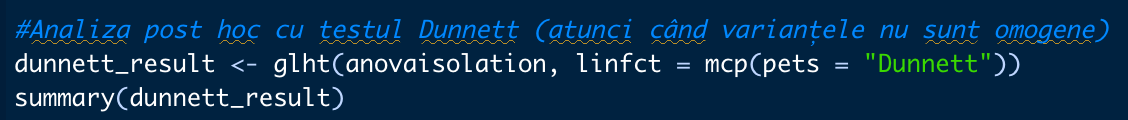 #Analiza post hoc cu testul Dunnett (atunci când varianțele nu sunt omogene)
dunnett_result <- glht(anovaisolation, linfct = mcp(pets = "Dunnett"))
summary(dunnett_result)